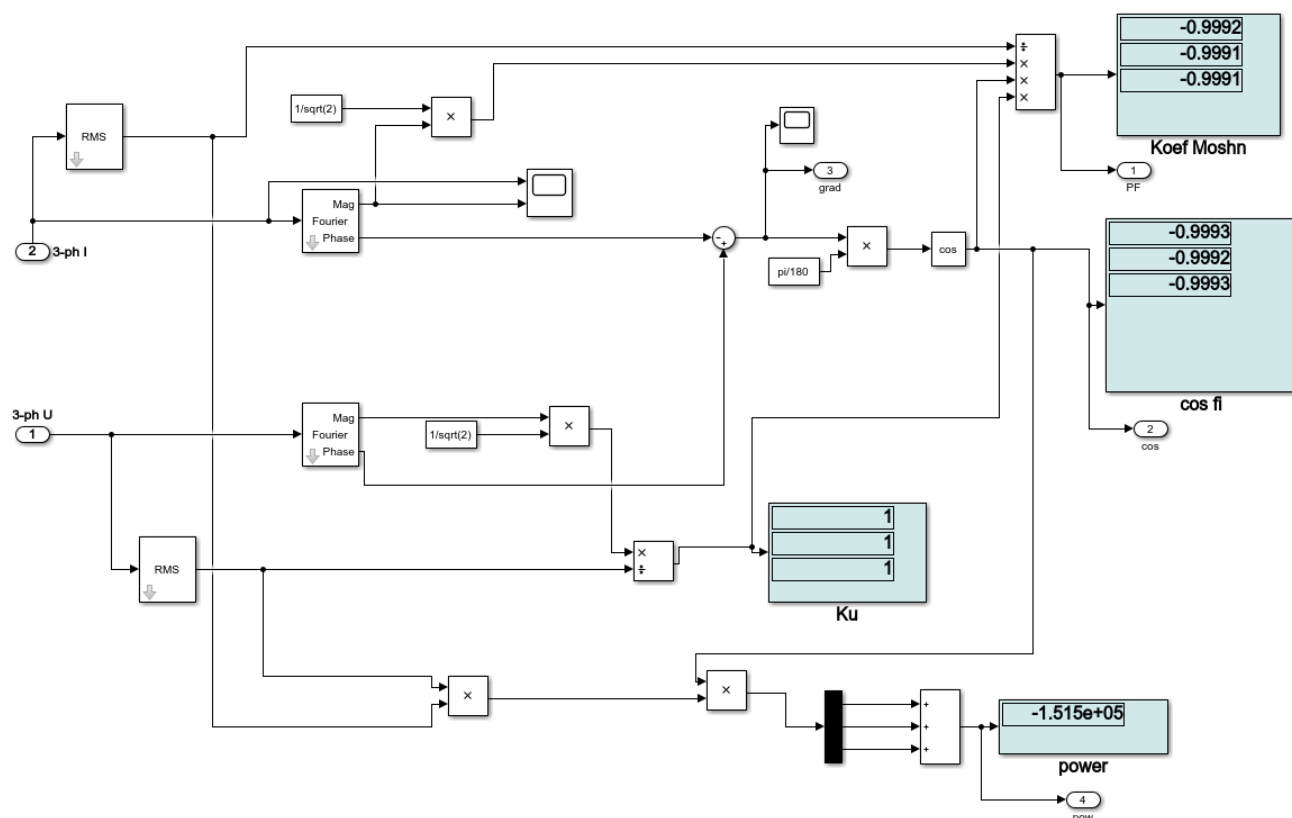 -0.9992
-0.9991
-0.9991
Koef Moshn
1
PF
1/sqrt(2)
×
÷
×
×
×
RMS
Mag
Fourier
Phase
2
3-ph I
3
grad
-
+
×
pi/180
cos
-0.9993
-0.9992
-0.9993
cos fi
2
cos
3-ph U
1
Mag
Fourier
Phase
1/sqrt(2)
×
RMS
×
÷
1
1
1
Ku
×
×
+
+
+
-1.515e+05
power
4
pow